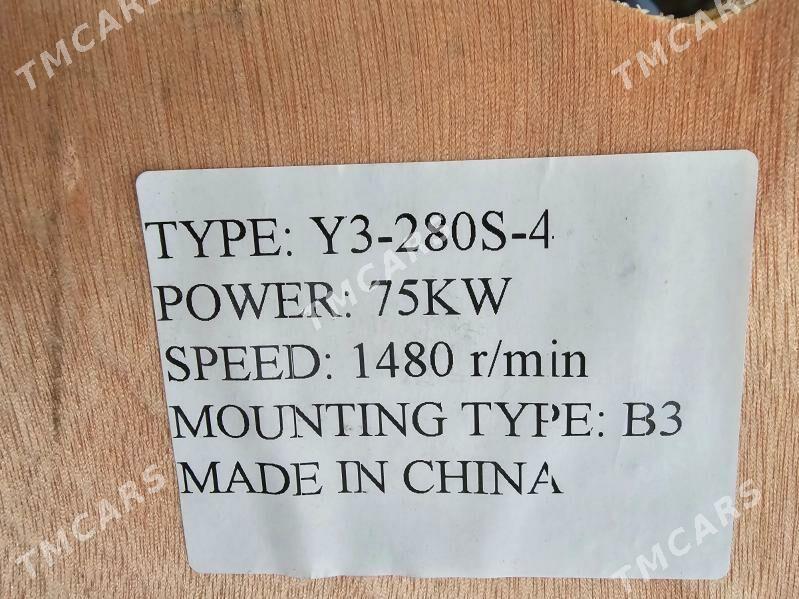 TMCARS
TMCARS
TYPE: Y3-280S-4
POWER: 75KW
TMCARS
SPEED: 1480 r/min
MOUNTING TYPE: B3
MADE IN CHINA
TMCARS
TMCARS